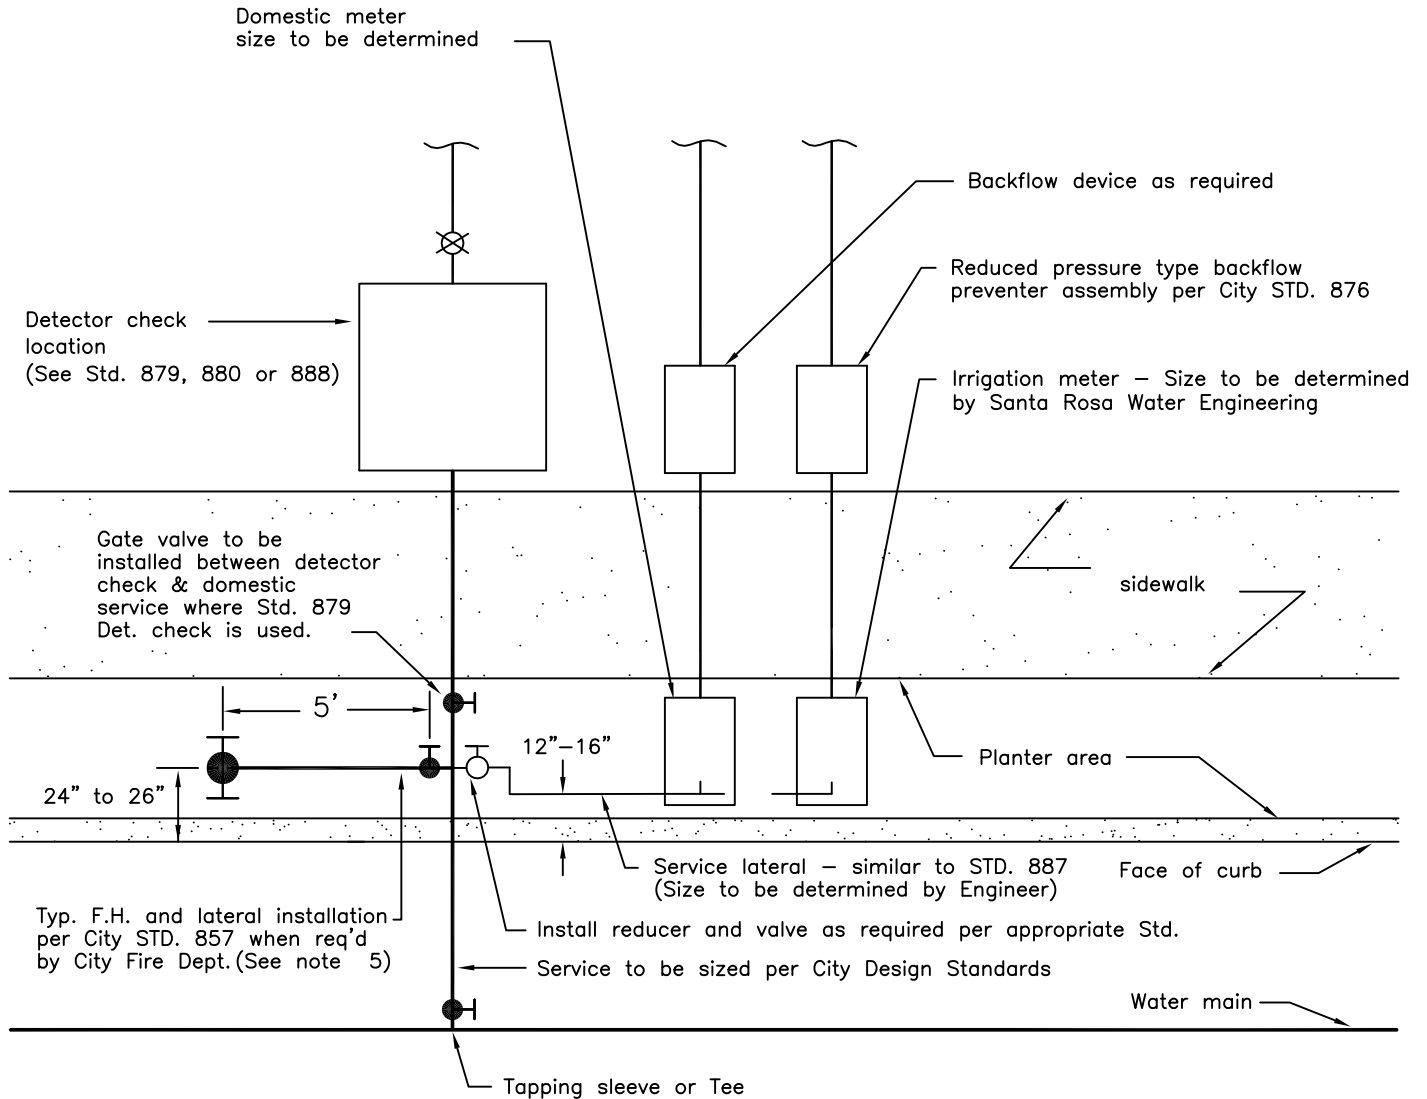 Domestic meter
size to be determined
Backflow device as required
Reduced pressure type backflow
preventer assembly per City STD. 876
Detector check
location
(See Std. 879, 880 or 888)
Irrigation meter – Size to be determined
by Santa Rosa Water Engineering
Gate valve to be
installed between detector
check & domestic
service where Std. 879
Det. check is used.
sidewalk
5'
12"–16"
Planter area
24" to 26"
Service lateral – similar to STD. 887
(Size to be determined by Engineer)
Face of curb
Typ. F.H. and lateral installation
per City STD. 857 when req'd
by City Fire Dept. (See note 5)
Install reducer and valve as required per appropriate Std.
Service to be sized per City Design Standards
Water main
Tapping sleeve or Tee